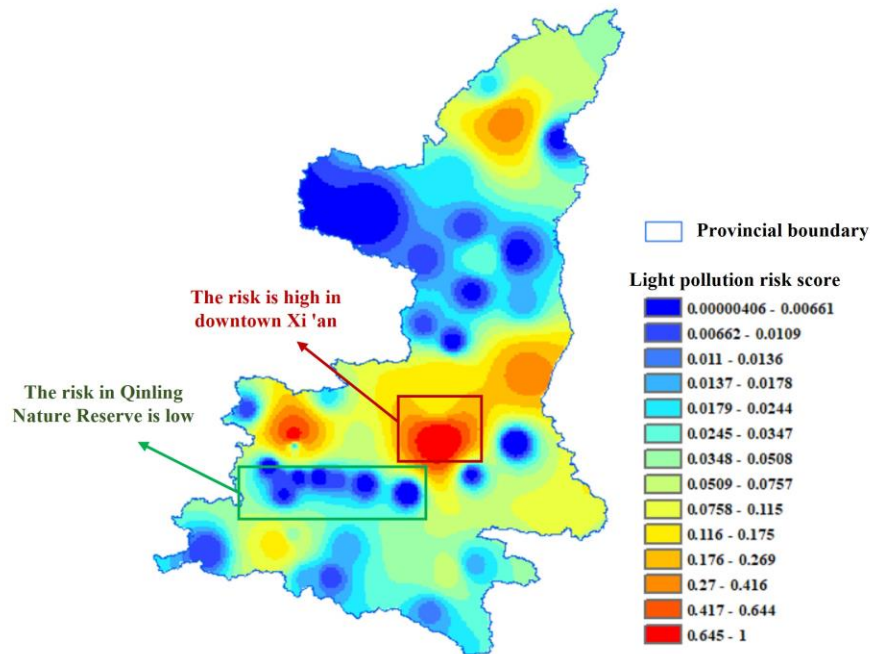 The risk is high in
downtown Xi 'an
The risk in Qinling
Nature Reserve is low
Provincial boundary
Light pollution risk score
0.00000406 - 0.00661
0.00662 - 0.0109
0.011 - 0.0136
0.0137 - 0.0178
0.0179 - 0.0244
0.0245 - 0.0347
0.0348 - 0.0508
0.0509 - 0.0757
0.0758 - 0.115
0.116 - 0.175
0.176 - 0.269
0.27 - 0.416
0.417 - 0.644
0.645 - 1